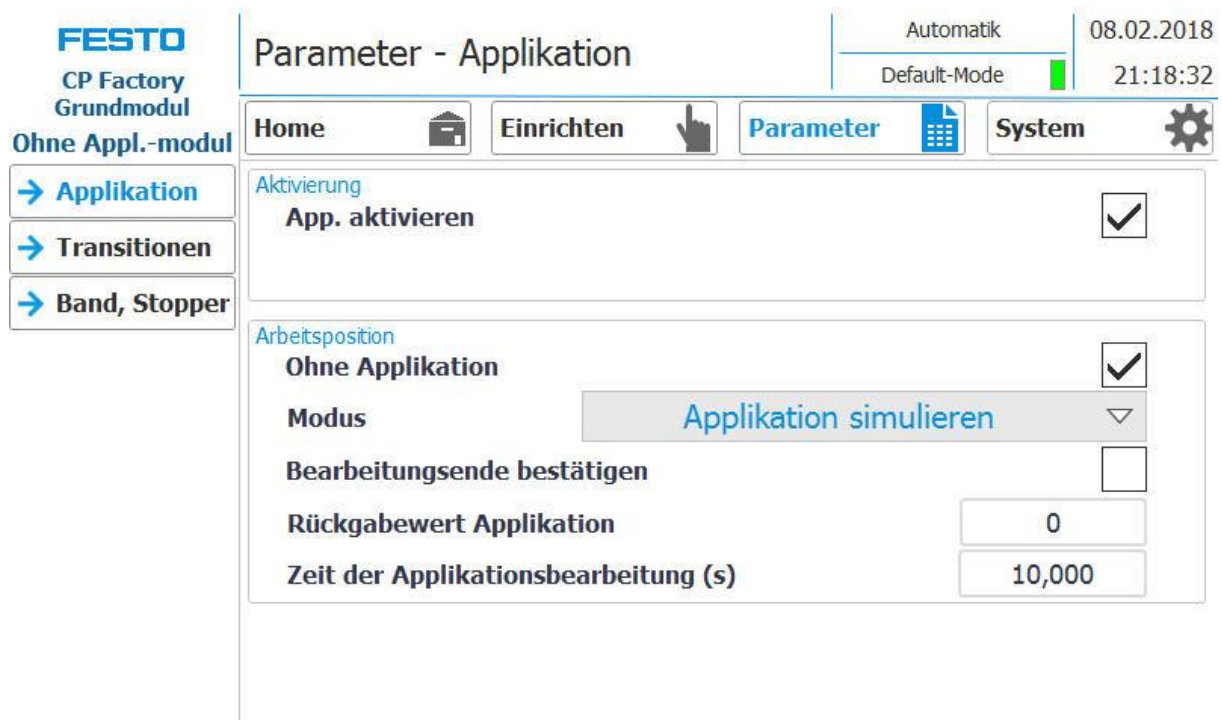 FESTO
CP Factory
Grundmodul
Ohne Appl.-modul
Parameter - Applikation
Automatik
Default-Mode
08.02.2018
21:18:32
Home
Einrichten
Parameter
System
Applikation
Transitionen
Band, Stopper
Aktivierung
App. aktivieren
Arbeitsposition
Ohne Applikation
Modus Applikation simulieren
Bearbeitungsende bestätigen
Rückgabewert Applikation 0
Zeit der Applikationsbearbeitung (s) 10,000